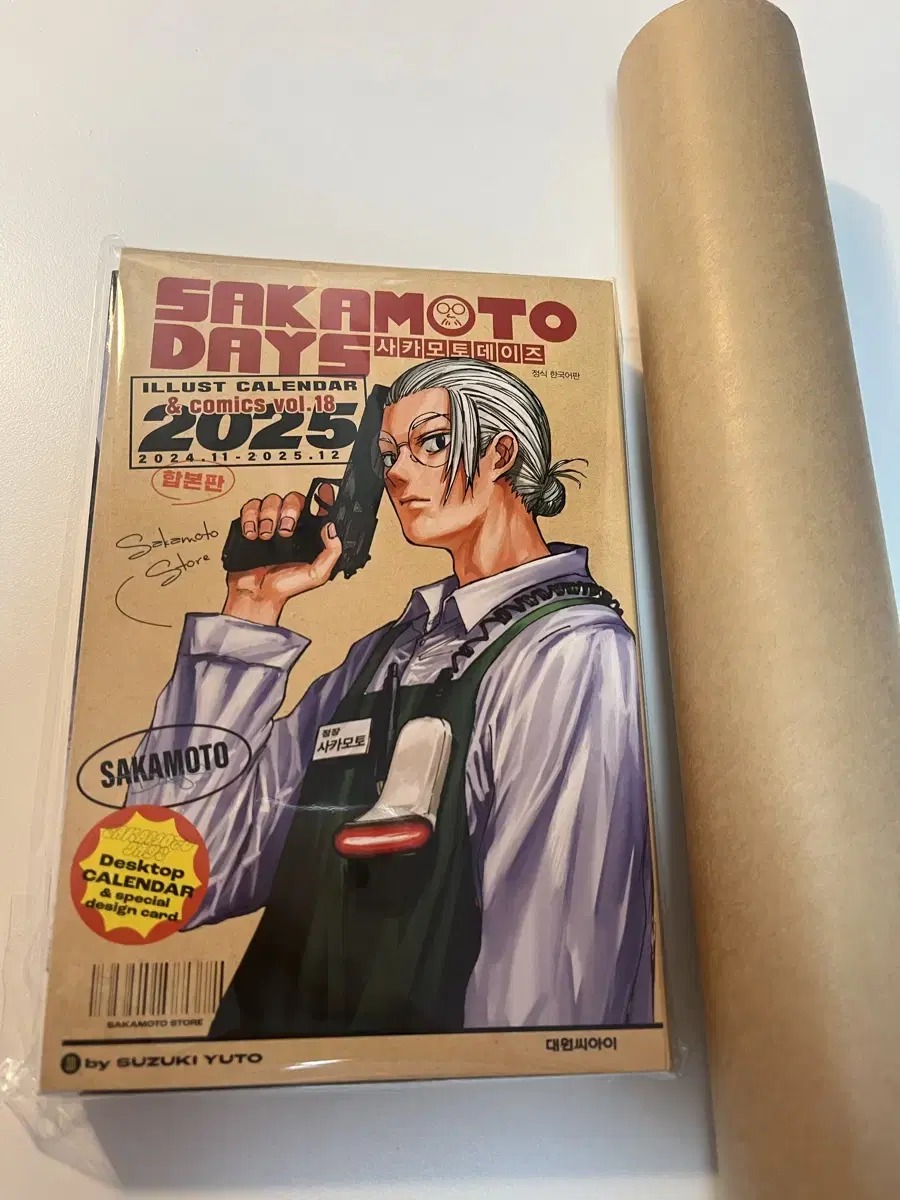 SAKAMOTO
DAYS
사카모토데이즈
정식 한국어판
ILLUST CALENDAR
& comics vol.18
2025
2024.11-2025.12
합본판
Sakamoto
Store
SAKAMOTO
점장
사카모토
SAKAMOTO
DAYS
Desktop
CALENDAR
& special
design card
SAKAMOTO STORE
by SUZUKI YUTO
대원씨아이